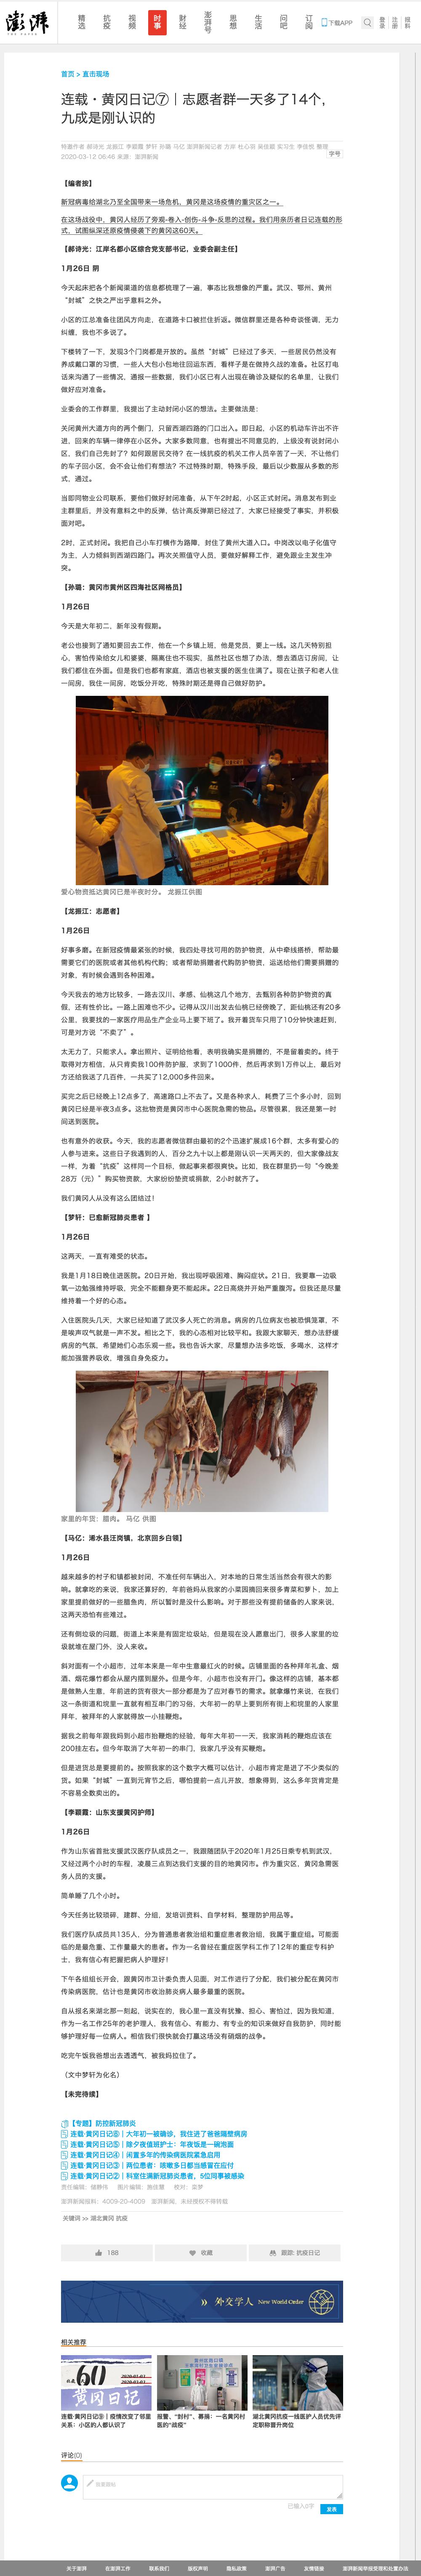 澎湃
THE PAPER
精选
抗疫
视频
时事
财经
澎湃号
思想
生活
问吧
订阅
下载APP
登录
注册
报料
首页 > 直击现场
连载·黄冈日记⑦｜志愿者群一天多了14个，
九成是刚认识的
2020-03-12 06:46 来源：澎湃新闻
字号
【编者按】
新冠病毒给湖北乃至全国带来一场危机，黄冈是这场疫情的重灾区之一。
在这场战役中，黄冈人经历了旁观-卷入-创伤-斗争-反思的过程。我们用亲历者日记连载的形
式，试图纵深还原疫情侵袭下的黄冈这60天。
【郝诗光：江岸名都小区综合党支部书记，业委会副主任】
1月26日 阴
今天起床把各个新闻渠道的信息都梳理了一遍，事态比我想像的严重。武汉、鄂州、黄州
“封城”之快之严出乎意料之外。
小区的江总准备往团风方向走，在道路卡口被拦住折返。微信群里还是各种奇谈怪调，无力
纠缠，我也不多说了。
下楼转了一下，发现3个门岗都是开放的。虽然“封城”已经过了多天，一些居民仍然没有
养成戴口罩的习惯，一些人大包小包地往回运东西，看样子是在做持久战的准备。社区打电
话来沟通了一些情况，通报一些数据，我们小区已有人出现在确诊及疑似的名单里，让我们
做好应对准备。
业委会的工作群里，我提出了主动封闭小区的想法。主要做法是：
关闭黄州大道方向的两个侧门，只留西湖四路的门口出入。即日起，小区的机动车许出不许
进，回来的车辆一律停在小区外。大家多数同意，也有提出不同意见的，上级没有说封闭小
区，我们自己先封了？如何跟居民交待？在一线抗疫的机关工作人员辛苦了一天，不让他们
的车子回小区，会不会让他们有想法？不过特殊时期，特殊手段，最后以少数服从多数的形
式，通过。
当即同物业公司联系，要他们做好封闭准备，从下午2时起，小区正式封闭。消息发布到业
主群里后，并没有意料之中的反弹，估计高反弹期已经过了，大家已经接受了事实，并积极
面对吧。
2时，正式封闭。我把自己小车打横作为路障，封住了黄州大道入口。中岗改以电子化值守
为主，人力倾斜到西湖四路门。再次关照值守人员，要做好解释工作，避免跟业主发生冲
突。
【孙璐：黄冈市黄州区四海社区网格员】
1月26日
今天是大年初二，新年没有假期。
老公也接到了通知要回去工作，他在一个乡镇上班，他是党员，要上一线。这几天特别担
心，害怕传染给女儿和婆婆，隔离住也不现实，虽然社区也想了办法，想去酒店订房间，让
我们都住在外面。但是我们也都有家庭，酒店也被支援的医生住满了。现在让孩子和老人住
一间房，我住一间房，吃饭分开吃，特殊时期还是得自己做好防护。
爱心物资抵达黄冈已是半夜时分。 龙振江供图
【龙振江：志愿者】
1月26日
好事多磨。在新冠疫情最紧张的时候，我四处寻找可用的防护物资，从中牵线搭桥，帮助最
需要它们的医院或者其他机构代购；或者帮助捐赠者代购防护物资，运送给他们需要捐赠的
对象，有时候会遇到各种困难。
今天我去的地方比较多，一路去汉川、孝感、仙桃这几个地方，去甄别各种防护物资的真
假，还有性价比。一路上困难也不少。记得从汉川出发去仙桃已经傍晚了，距仙桃还有20多
公里，我要找的一家医疗用品生产企业马上要下班了。我开着货车只用了10分钟快速赶到，
可是对方说“不卖了”。
太无力了，只能求人，拿出照片、证明给他看，表明我确实是捐赠的，不是留着卖的。终于
取得对方相信，从只肯卖我100件防护服，求到了1000件，然后再求到1万件以上，最后对
方还给我送了几百件，一共买了12,000多件回来。
买完之后已经晚上12点多了，高速路口上不去了。又是各种求人，耗费了三个多小时，回到
黄冈已经是半夜3点多。这批物资是黄冈市中心医院急需的物品。尽管很累，我还是第一时
间送到医院。
也有意外的收获。今天，我的志愿者微信群由最初的2个迅速扩展成16个群，太多有爱心的
人参与进来。这些日子我遇到的人，百分之九十以上都是刚认识一天两天的，但大家像战友
一样，为着“抗疫”这样同一个目标，做起事来都很爽快。比如，我在群里扔一句“今晚差
28万（元）”购买物资款，大家纷纷垫资或捐款，2小时就齐了。
我们黄冈人从没有这么团结过！
【梦轩：已愈新冠肺炎患者 】
1月26日
这两天，一直有难受的状态。
我是1月18日晚住进医院。20日开始，我出现呼吸困难、胸闷症状。21日，我要靠一边吸
氧一边勉强维持呼吸，完全不能翻身更不能起床。22日高烧并开始严重腹泻。但我还是尽量
维持着一个好的心态。
入住医院头几天，大家已经知道了武汉多人死亡的消息。病房的几位病友也被恐惧笼罩，不
是唉声叹气就是一声不发。相比之下，我的心态相对比较平和。我跟大家聊天，想办法舒缓
病房的气氛，希望她们心态乐观一些。我也告诉大家，尽量想办法多吃饭，多喝水，这样才
能加强营养吸收，增强自身免疫力。
家里的年货：腊肉。 马亿 供图
【马亿：浠水县汪岗镇，北京回乡白领】
1月26日
越来越多的村子和镇都被封闭，不准任何车辆出入，对本地的日常生活当然会有很大的影
响。就拿吃的来说，我家还算好的，年前爸妈从我家的小菜园摘回来很多青菜和萝卜，加上
家里提前做好的一些腊鱼肉，所以暂时是没什么影响。对于那些没有提前储备的人家来说，
这两天恐怕有些难过。
还有倒垃圾的问题，街道上本来是有固定垃圾站，但是现在没人愿意出门，很多人家里的垃
圾就堆在屋门外，没人来收。
斜对面有一个小超市，过年本来是一年中生意最红火的时候。店铺里面的各种拜年礼盒、烟
酒、烟花爆竹都会从屋内摆到外。但是今年，小超市也没有开门。像这样的店铺，基本都
是做熟人生意，年前进的货有很大一部分都是为了应对春节的需求。就拿爆竹来说，在我们
这一条街道和垸里一直就有相互串门的习俗，大年初一的早上要到所有街上和垸里的人家里
拜年，被拜年的人家就得放一小挂鞭炮。
据我之前每年跟我妈到小超市抬鞭炮的经验，每年大年初一一天，我家消耗的鞭炮应该在
200挂左右。但今年取消了大年初一的串门，我家几乎没有买鞭炮。
但是进货总是要提前的。按照我家的这个数字大概可以估计，小超市肯定是进了不少类似的
货。如果“封城”一直到元宵节之后，哪怕提前一点儿开放，想象得到，这么多年货肯定是
不容易全数卖出的。
【李颖霞：山东支援黄冈护师】
1月26日
作为山东省首批支援武汉医疗队成员之一，我跟随团队于2020年1月25日乘专机到武汉，
又经过两个小时的车程，凌晨三点到达我们支援的目的地黄冈市。作为重灾区，黄冈急需医
务人员的支援。
简单睡了几个小时。
今天任务比较琐碎，建群、分组，发培训资料、自学材料，整理防护用品等。
我们医疗队成员共135人，分为普通患者救治组和重症患者救治组，我属于重症组。可能面
临的是最危重、工作量最大的患者。作为一名曾经在重症医学科工作了12年的重症专科护
士，我有信心有把握把病人护理好！
下午各组组长开会，跟黄冈市卫计委负责人见面，对工作进行了分配，我们被分配在黄冈市
传染病医院，估计也是黄冈市收治肺炎病人最多最重的医院。
自从报名来湖北那一刻起，说实在的，我心里一直没有犹豫、担心、害怕过，因为我知道，
作为一名工作25年的老护理人，我有信心、有能力、有专业的知识来做好自我防护，同时能
够护理好每一位病人。相信我们很快就会打赢这场没有硝烟的战争。
吃完午饭我爸想出去透透气，被我妈拉了回来。
（文中梦轩为化名）
【未完待续】
【专题】防控新冠肺炎
连载·黄冈日记⑥｜大年初一被确诊，我住进了爸爸隔壁病房
连载·黄冈日记⑤｜除夕夜值班护士：年夜饭是一碗泡面
连载·黄冈日记④｜闲置多年的传染病医院紧急启用
连载·黄冈日记③｜两位患者：咳嗽多日都当感冒在应付
连载·黄冈日记②｜科室住满新冠肺炎患者，5位同事被感染
澎湃新闻报料：4009-20-4009 澎湃新闻，未经授权不得转载
关键词 >> 湖北黄冈 抗疫
188
收藏
跟踪: 抗疫日记
» 外交学人 New World Order
相关推荐
60
黄冈日记
连载·黄冈日记⑨｜疫情改变了邻里
关系：小区的人都认识了
报警、“封村”、募捐：一名黄冈村
医的“战疫”
湖北黄冈抗疫一线医护人员优先评
定职称晋升岗位
评论(0)
我要跟帖
已输入0字
发表
关于澎湃
在澎湃工作
联系我们
版权声明
隐私政策
澎湃广告
友情链接
澎湃新闻举报受理和处置办法